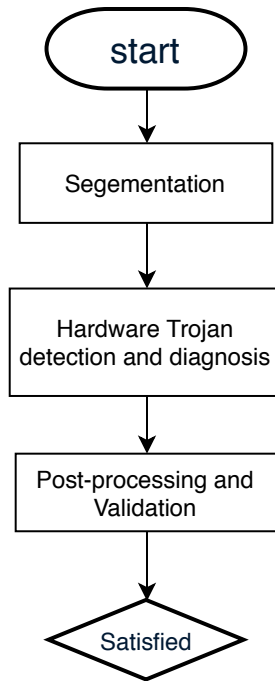 start
Segementation
Hardware Trojan
detection and diagnosis
Post-processing and
Validation
Satisfied